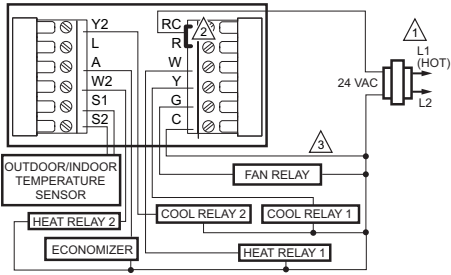 Y2
L
A
W2
S1
S2
RC
R
W
Y
G
C
2
1
L1
(HOT)
24 VAC
L2
3
OUTDOOR/INDOOR
TEMPERATURE
SENSOR
FAN RELAY
HEAT RELAY 2
COOL RELAY 2
COOL RELAY 1
ECONOMIZER
HEAT RELAY 1